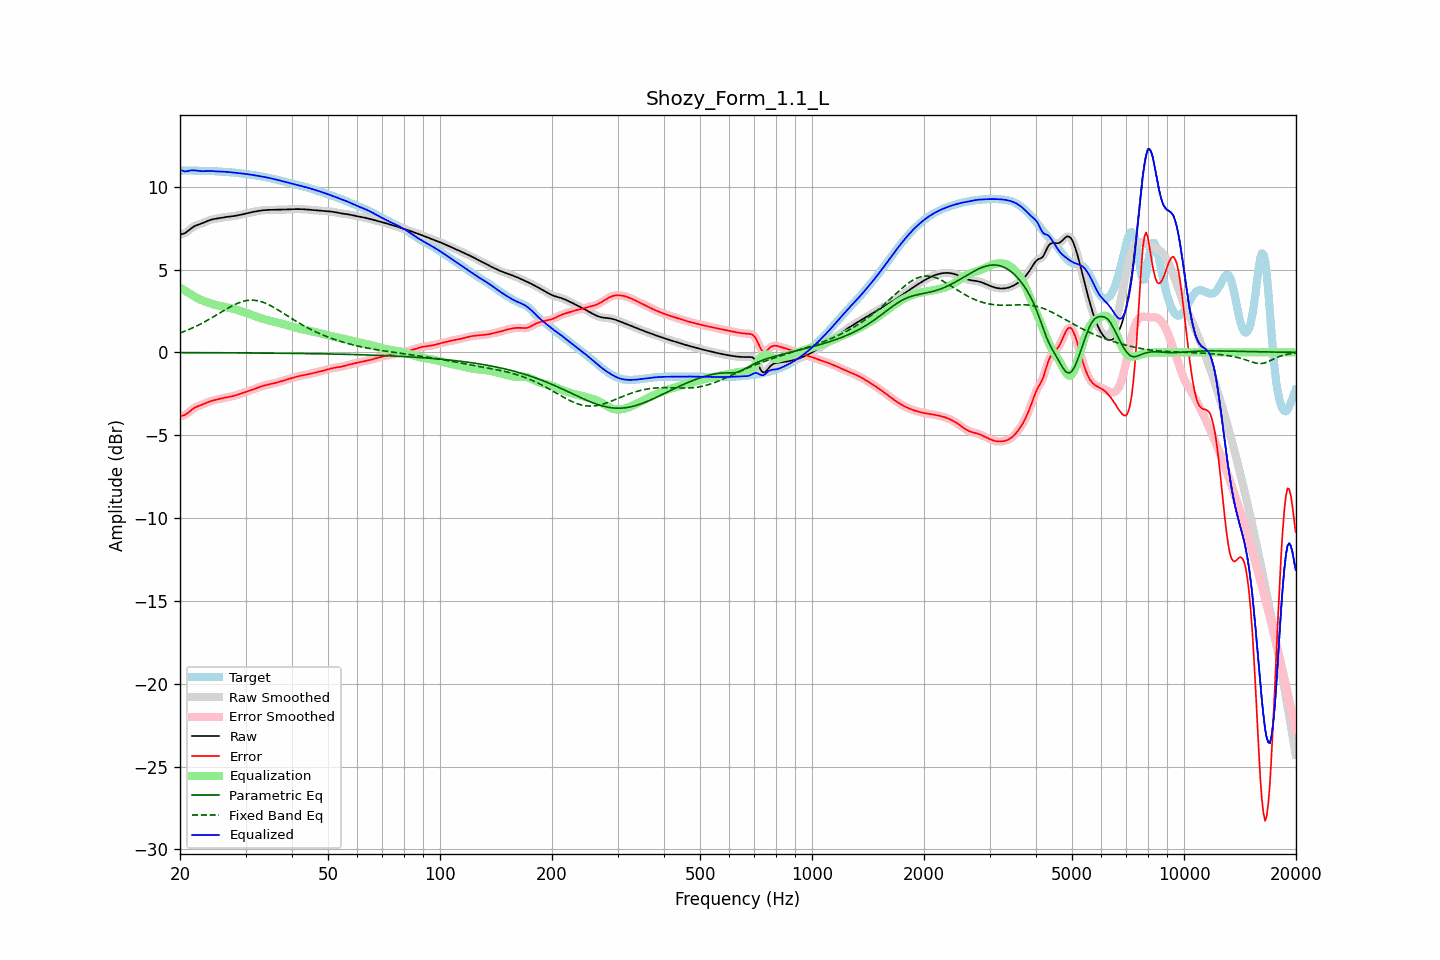 Shozy_Form_1.1_L
10
5
0
−5
−10
−15
−20
−25
−30
Amplitude (dBr)
Target
Raw Smoothed
Error Smoothed
Raw
Error
Equalization
Parametric Eq
Fixed Band Eq
Equalized
20 50 100 200 500 1000 2000 5000 10000 20000
Frequency (Hz)